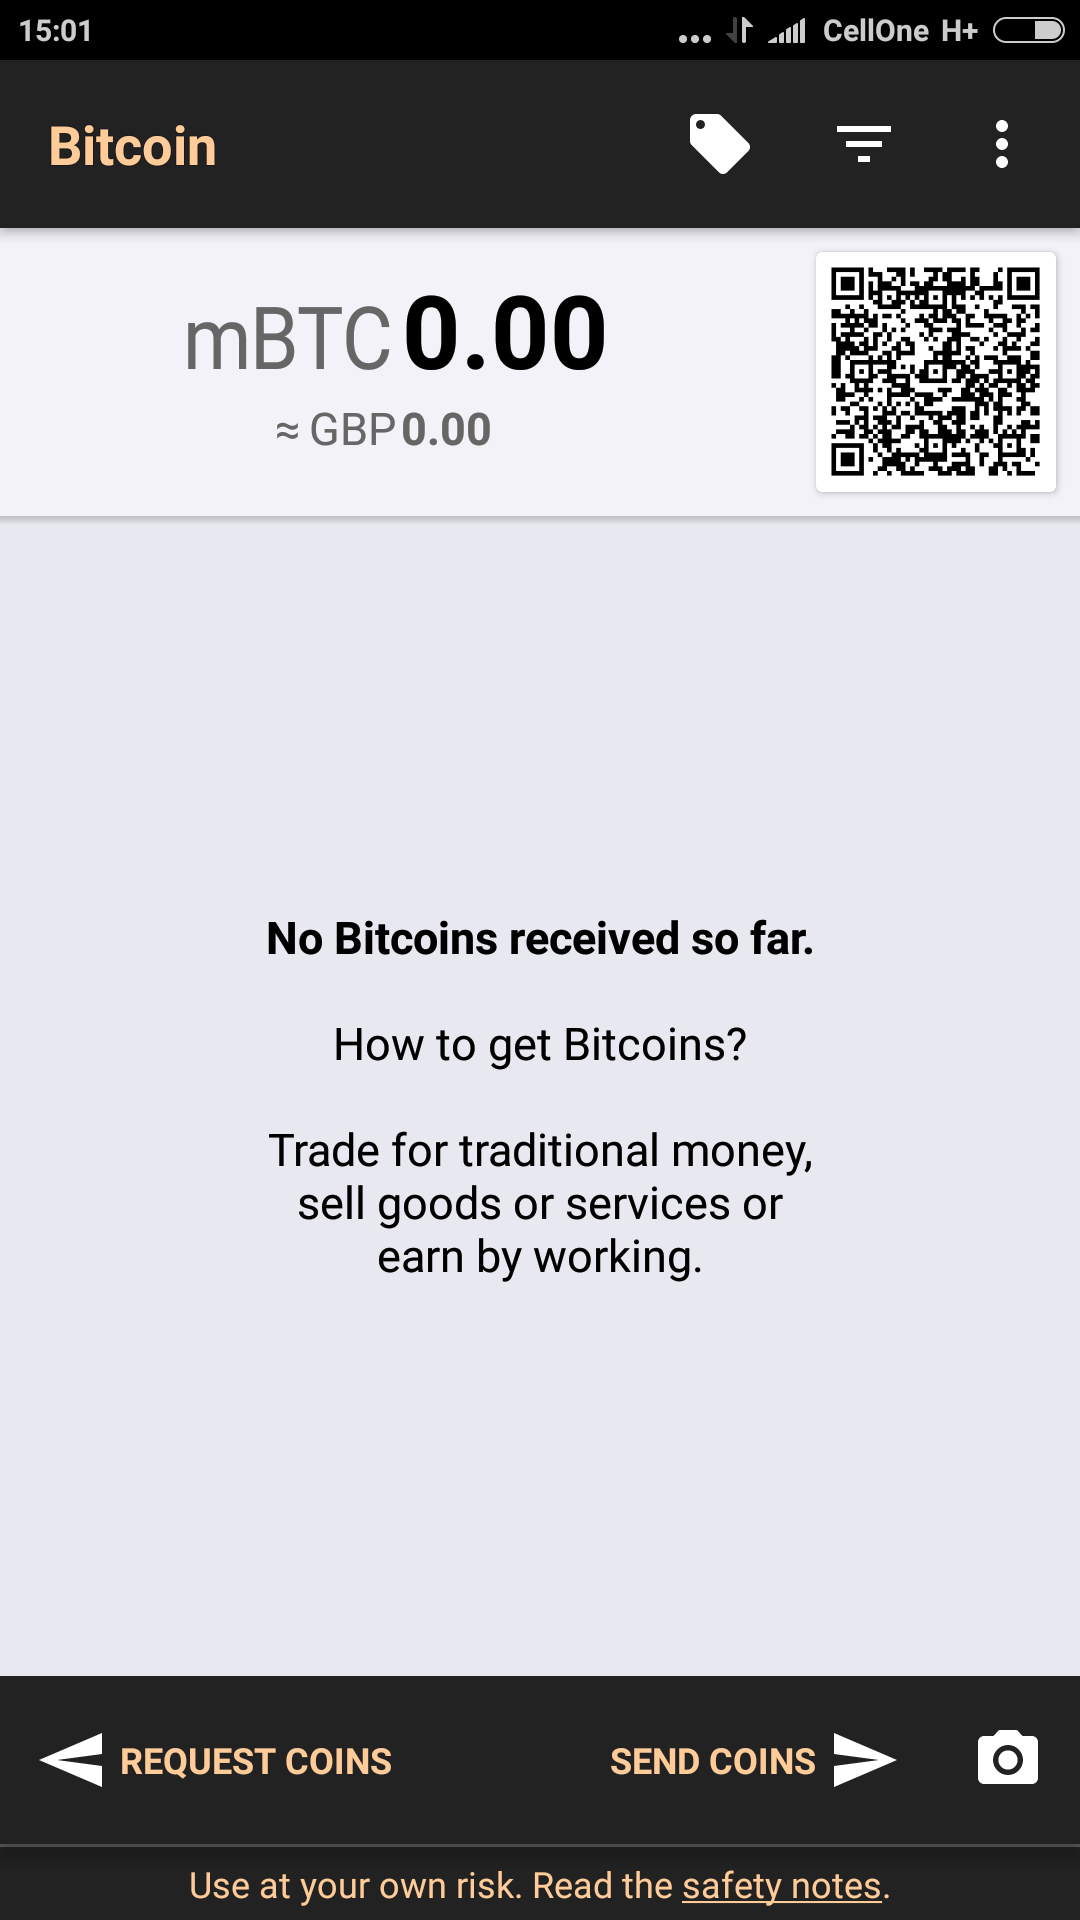 15:01
CellOne H+
Bitcoin
mBTC 0.00
≈ GBP 0.00
No Bitcoins received so far.
How to get Bitcoins?
Trade for traditional money,
sell goods or services or
earn by working.
REQUEST COINS
SEND COINS
Use at your own risk. Read the safety notes.